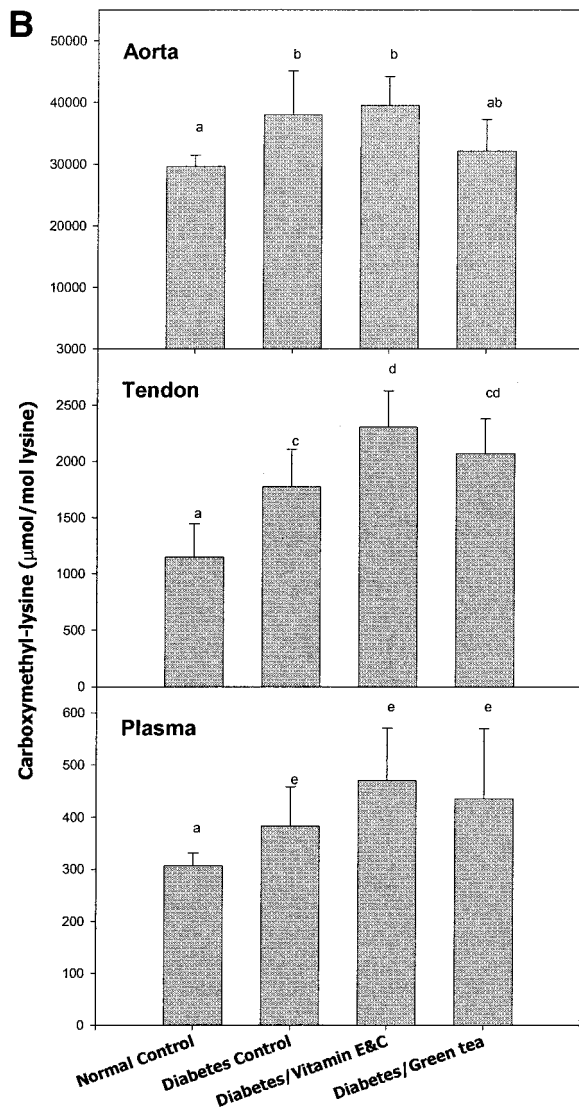 B
Aorta
50000
40000
30000
20000
10000
3000
a
b
b
ab
Tendon
2500
2000
1500
1000
500
0
a
c
d
cd
Plasma
600
500
400
300
200
100
0
a
e
e
e
Carboxymethyl-lysine (µmol/mol lysine)
Normal Control
Diabetes Control
Diabetes/Vitamin E&C
Diabetes/Green tea